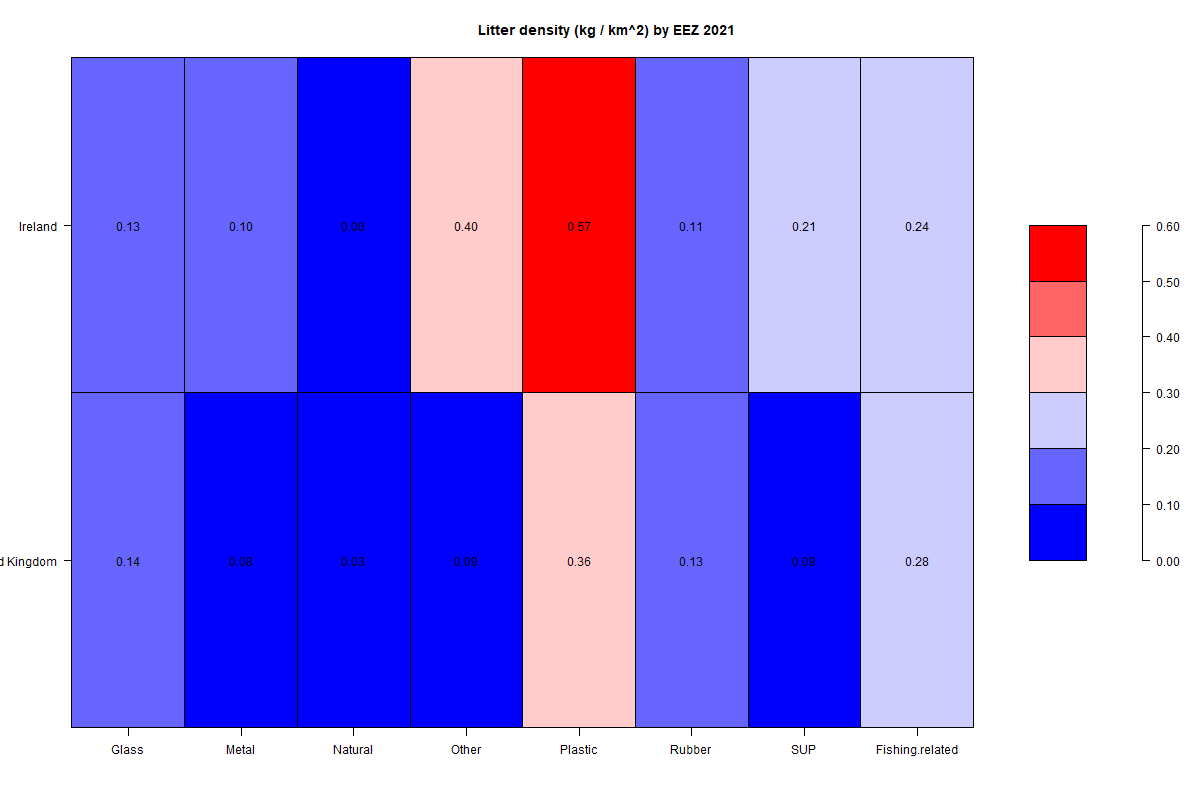 Litter density (kg / km^2) by EEZ 2021
Ireland
0.13 0.10 0.00 0.40 0.57 0.11 0.21 0.24
d Kingdom
0.14 0.08 0.03 0.09 0.36 0.13 0.09 0.28
Glass Metal Natural Other Plastic Rubber SUP Fishing.related
0.60
0.50
0.40
0.30
0.20
0.10
0.00